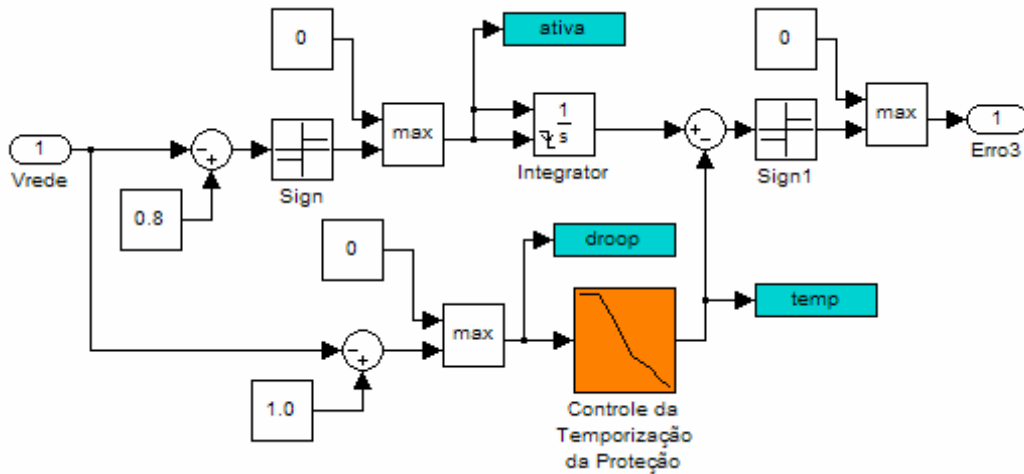 ativa
0
0
max
1
s
max
1
Erro3
1
Vrede
Sign
Integrator
Sign1
0.8
0
droop
max
temp
1.0
Controle da
Temporização
da Proteção